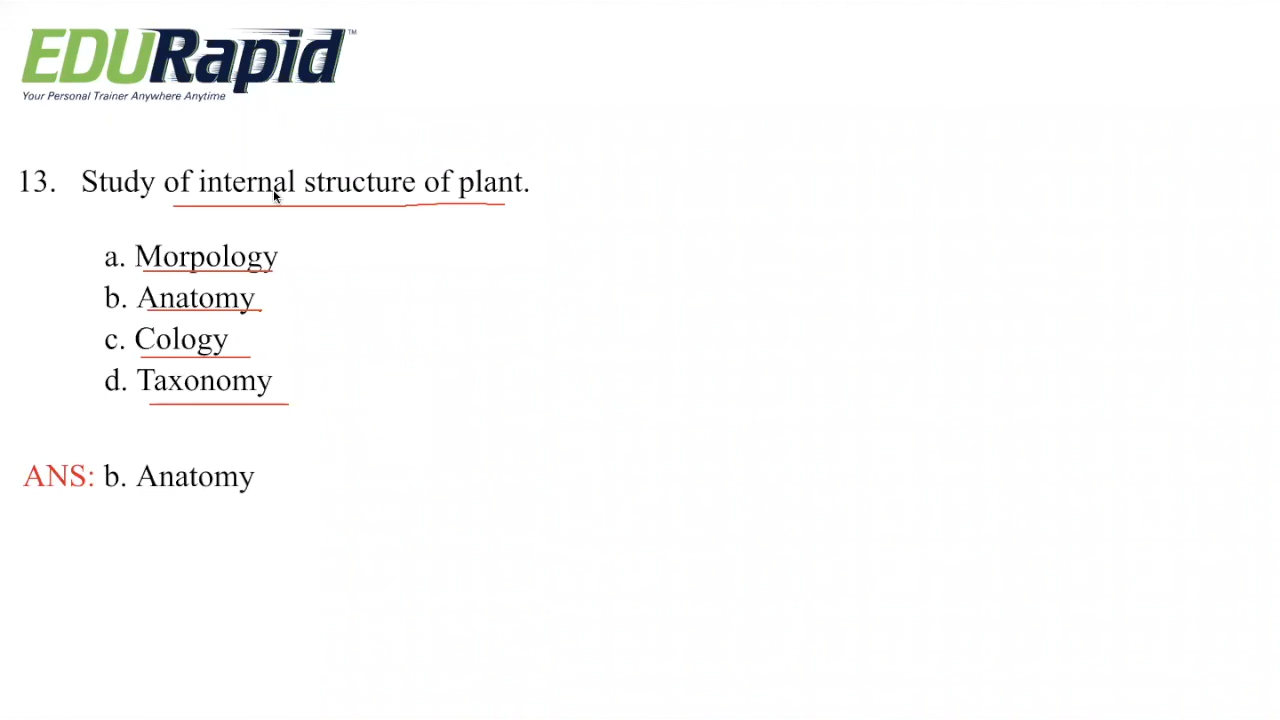 EDURapid™
Your Personal Trainer Anywhere Anytime
13. Study of internal structure of plant.
a. Morpology
b. Anatomy
c. Cology
d. Taxonomy
ANS: b. Anatomy